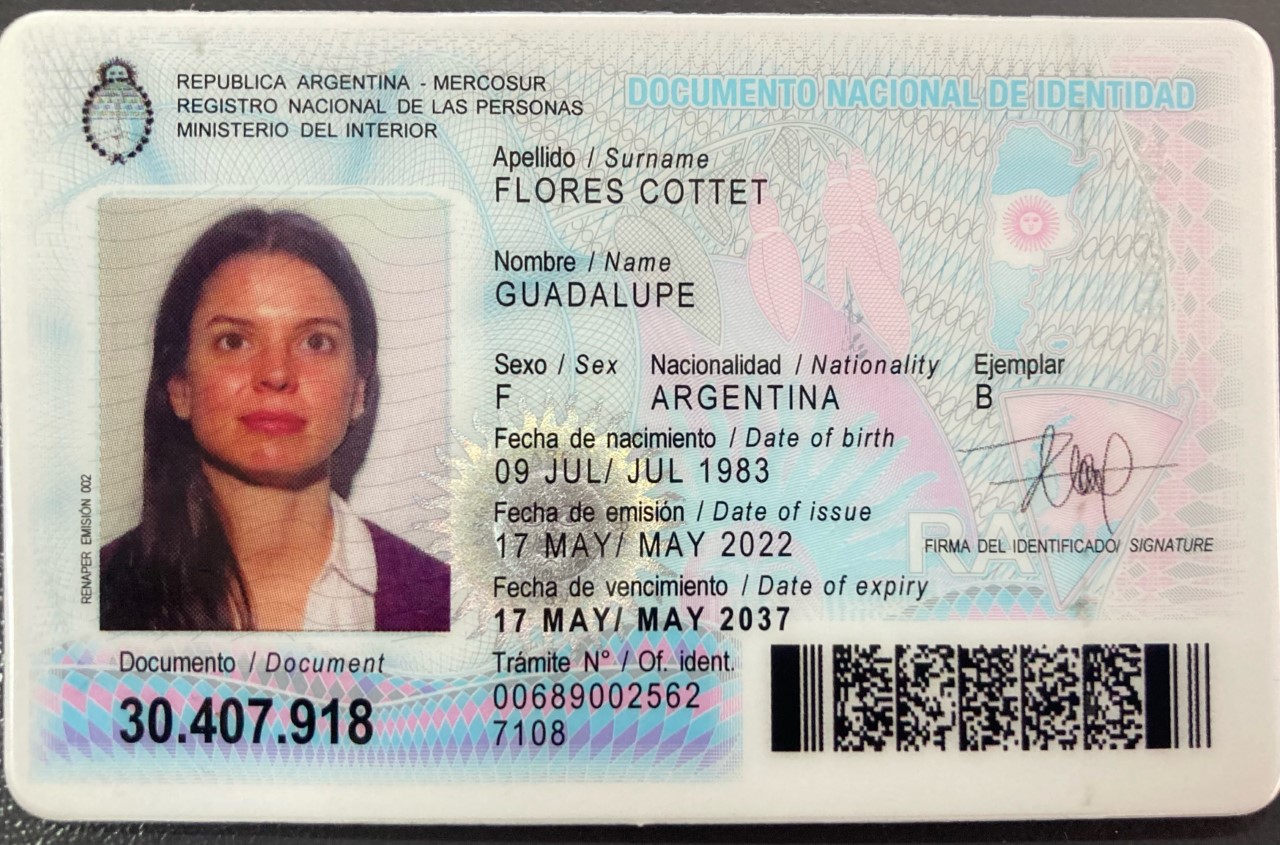 REPUBLICA ARGENTINA - MERCOSUR
REGISTRO NACIONAL DE LAS PERSONAS
MINISTERIO DEL INTERIOR
DOCUMENTO NACIONAL DE IDENTIDAD
Apellido / Surname
FLORES COTTET
Nombre / Name
GUADALUPE
Sexo / Sex Nacionalidad / Nationality Ejemplar
F ARGENTINA B
Fecha de nacimiento / Date of birth
09 JUL/ JUL 1983
Fecha de emisión / Date of issue
17 MAY/ MAY 2022
RA
FIRMA DEL IDENTIFICADO/ SIGNATURE
Fecha de vencimiento / Date of expiry
17 MAY/ MAY 2037
RENAPER EMISIÓN 002
Documento / Document
30.407.918
Trámite N° / Of. ident.
00689002562
7108